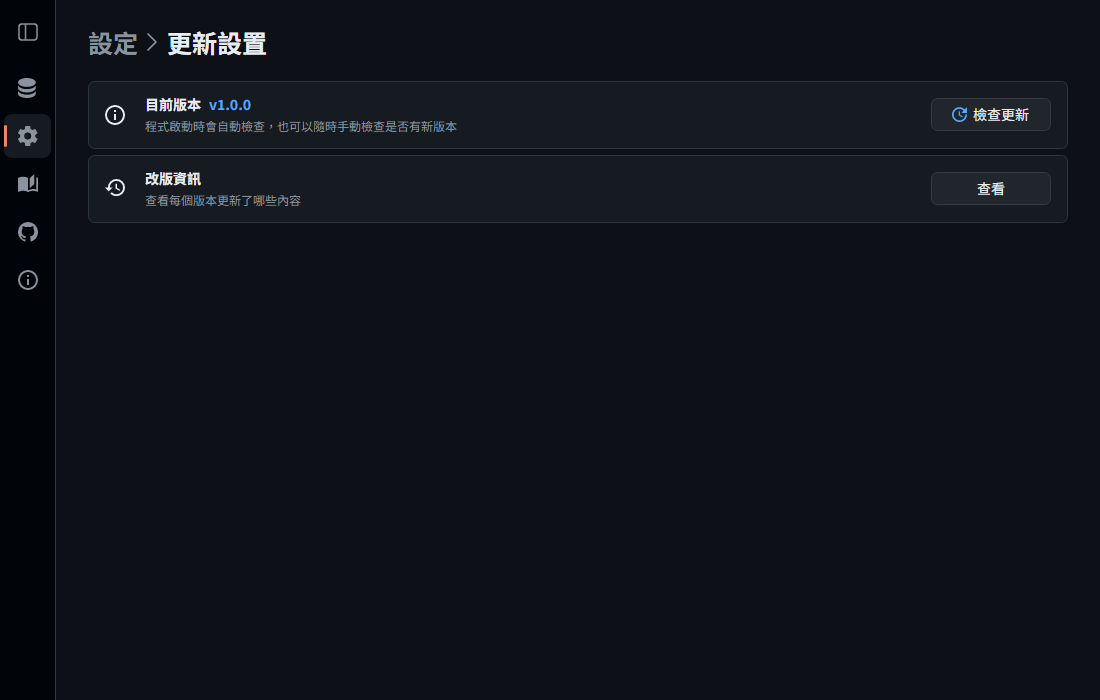 設定 > 更新設置
目前版本 v1.0.0
程式啟動時會自動檢查，也可以隨時手動檢查是否有新版本
檢查更新
改版資訊
查看每個版本更新了哪些內容
查看